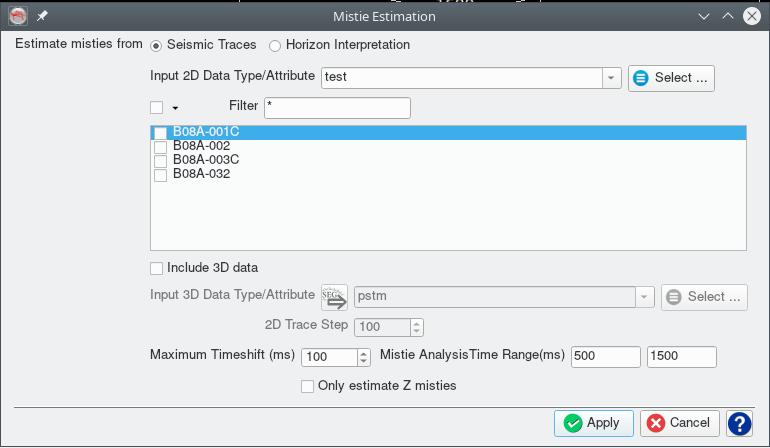 Mistie Estimation
Estimate misties from Seismic Traces Horizon Interpretation
Input 2D Data Type/Attribute test Select ...
Filter *
B08A-001C
B08A-002
B08A-003C
B08A-032
Include 3D data
Input 3D Data Type/Attribute SEGY pstm Select ...
2D Trace Step 100
Maximum Timeshift (ms) 100 Mistie AnalysisTime Range(ms) 500 1500
Only estimate Z misties
Apply Cancel ?